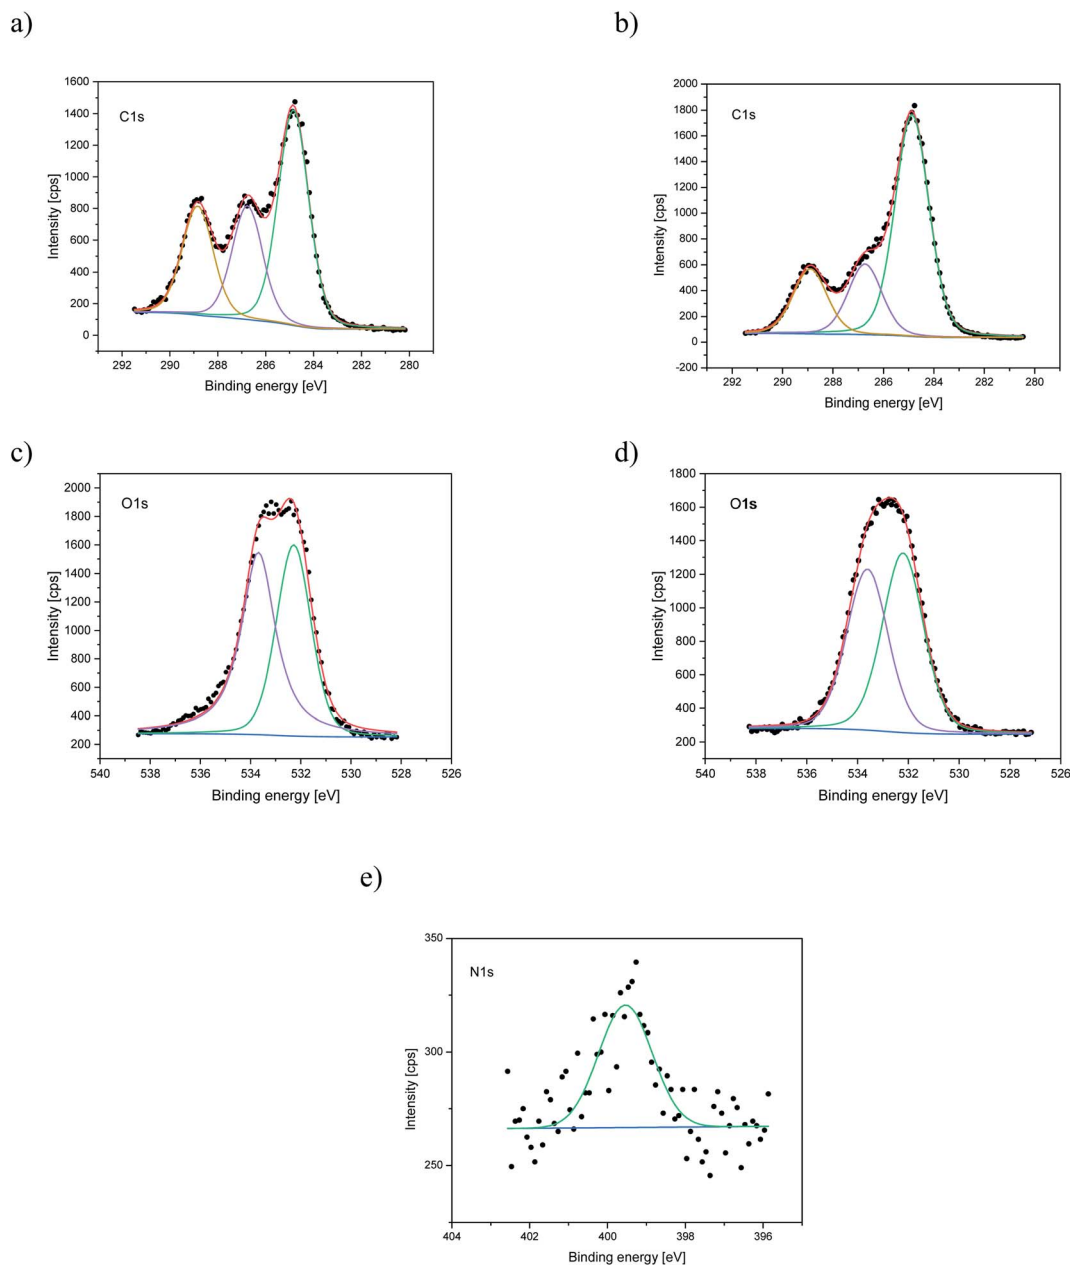 a)
1600
1400
1200
1000
800
600
400
200
0
Intensity [cps]
C1s
292 290 288 286 284 282 280
Binding energy [eV]
b)
2000
1800
1600
1400
1200
1000
800
600
400
200
0
-200
Intensity [cps]
C1s
292 290 288 286 284 282 280
Binding energy [eV]
c)
2000
1800
1600
1400
1200
1000
800
600
400
200
Intensity [cps]
O1s
540 538 536 534 532 530 528 526
Binding energy [eV]
d)
1800
1600
1400
1200
1000
800
600
400
200
Intensity [cps]
O1s
540 538 536 534 532 530 528 526
Binding energy [eV]
e)
350
300
250
Intensity [cps]
N1s
404 402 400 398 396
Binding energy [eV]